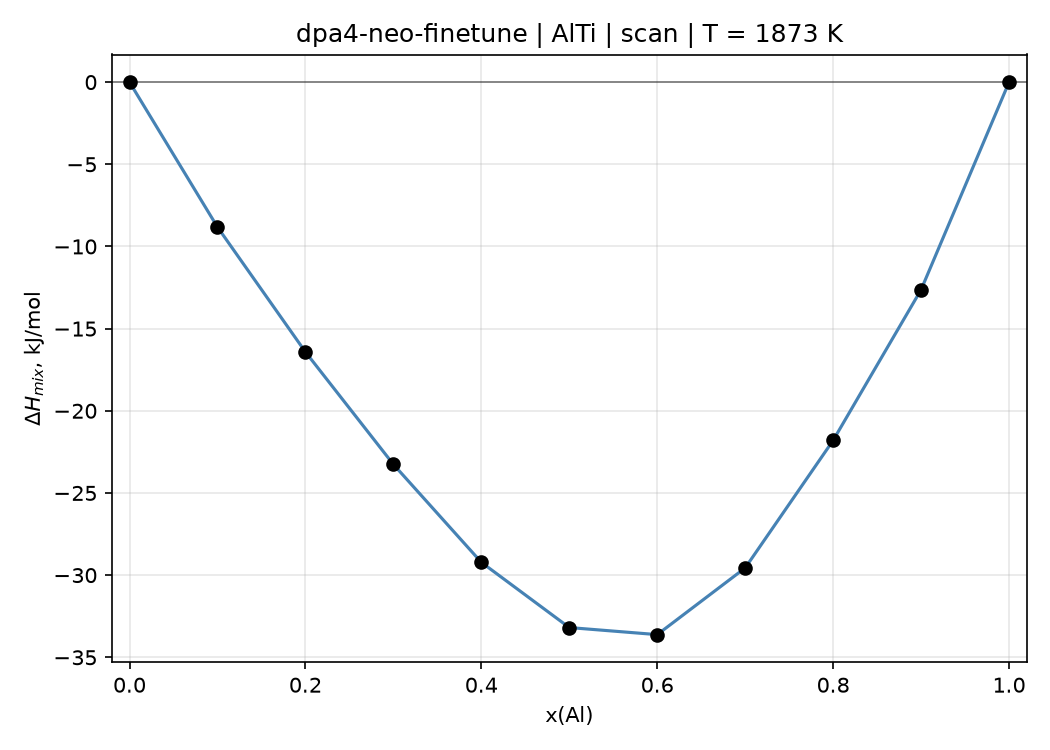 dpa4-neo-finetune | AlTi | scan | T = 1873 K
ΔH_mix, kJ/mol
0
−5
−10
−15
−20
−25
−30
−35
0.0 0.2 0.4 0.6 0.8 1.0
x(Al)